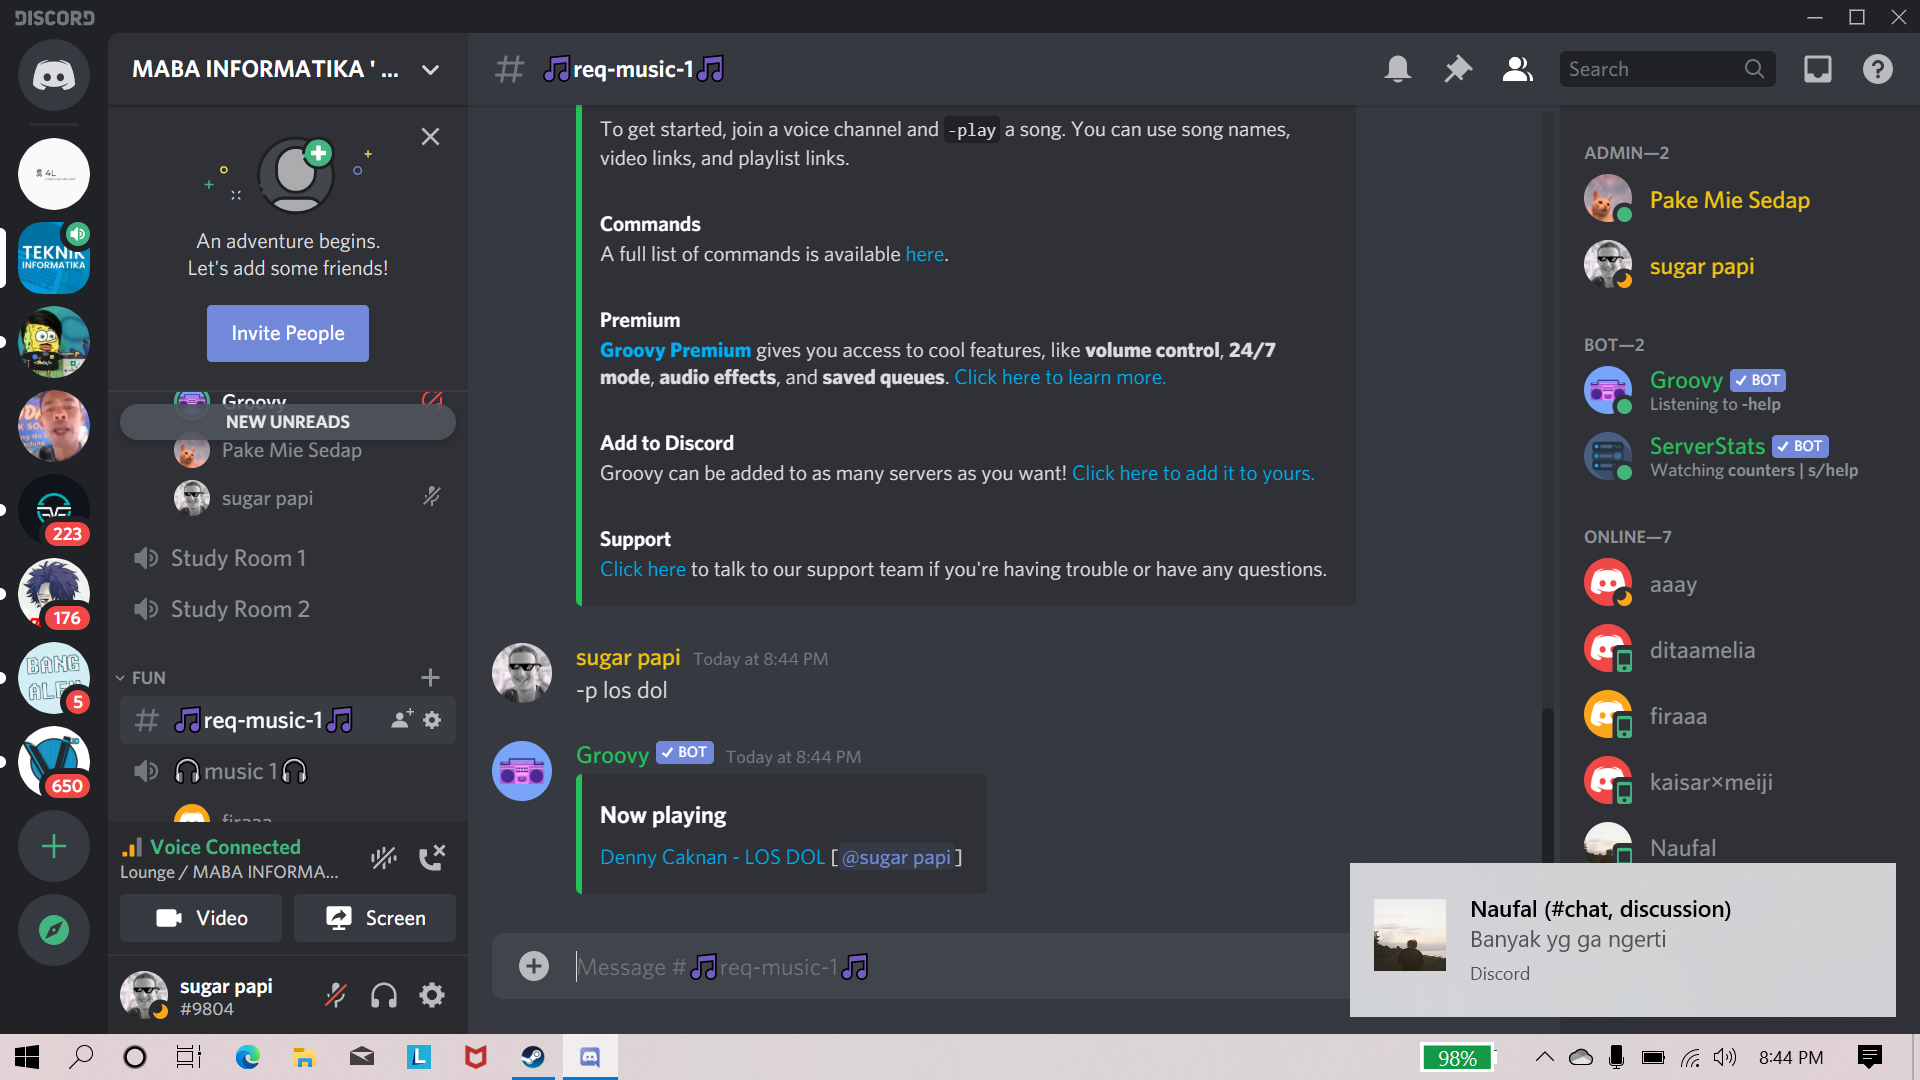 DISCORD
MABA INFORMATIKA ' ...
🎵req-music-1🎵
Search
4L
TEKNIK
INFORMATIKA
223
176
BANG
ALEX
5
650
An adventure begins.
Let's add some friends!
Invite People
Groovy
NEW UNREADS
Pake Mie Sedap
sugar papi
Study Room 1
Study Room 2
FUN
🎵req-music-1🎵
🎧music 1🎧
firaaa
Voice Connected
Lounge / MABA INFORMA...
Video
Screen
sugar papi
#9804
To get started, join a voice channel and -play a song. You can use song names,
video links, and playlist links.
Commands
A full list of commands is available here.
Premium
Groovy Premium gives you access to cool features, like volume control, 24/7
mode, audio effects, and saved queues. Click here to learn more.
Add to Discord
Groovy can be added to as many servers as you want! Click here to add it to yours.
Support
Click here to talk to our support team if you're having trouble or have any questions.
sugar papi Today at 8:44 PM
-p los dol
Groovy BOT Today at 8:44 PM
Now playing
Denny Caknan - LOS DOL [@sugar papi]
Message #🎵req-music-1🎵
ADMIN—2
Pake Mie Sedap
sugar papi
BOT—2
Groovy BOT
Listening to -help
ServerStats BOT
Watching counters | s/help
ONLINE—7
aaay
ditaamelia
firaaa
kaisar×meiji
Naufal
Naufal (#chat, discussion)
Banyak yg ga ngerti
Discord
L
98%
8:44 PM